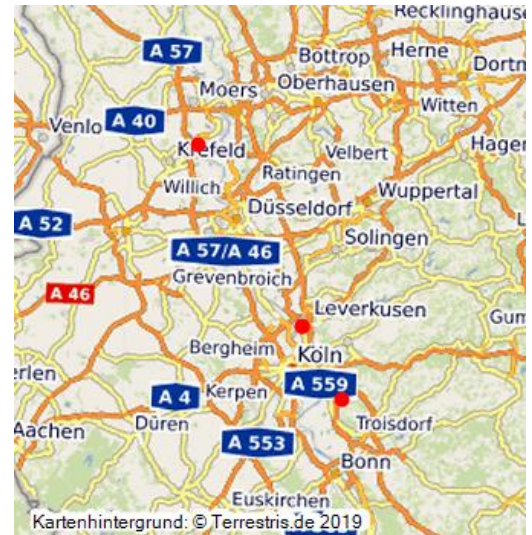 Recklinghause
A 57
Bottrop
Herne
Dortm
Moers
Oberhausen
A 40
Witten
Venlo
Krefeld
Velbert
Hagen
Ratingen
Willich
Wuppertal
A 52
Düsseldorf
Solingen
A 57/A 46
Grevenbroich
A 46
Leverkusen
Gum
Bergheim
Köln
erlen
A 559
A 4
Kerpen
Düren
Troisdorf
Aachen
A 553
Bonn
Euskirchen
Kartenhintergrund: © Terrestris.de 2019